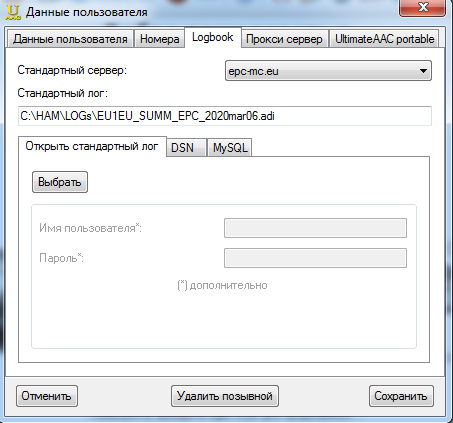 U
AAC
Данные пользователя
Данные пользователя
Номера
Logbook
Прокси сервер
UltimateAAC portable
Стандартный сервер:
epc-mc.eu
Стандартный лог:
C:\HAM\LOGs\EU1EU_SUMM_EPC_2020mar06.adi
Открыть стандартный лог
DSN
MySQL
Выбрать
Имя пользователя*:
Пароль*:
(*) дополнительно
Отменить
Удалить позывной
Сохранить